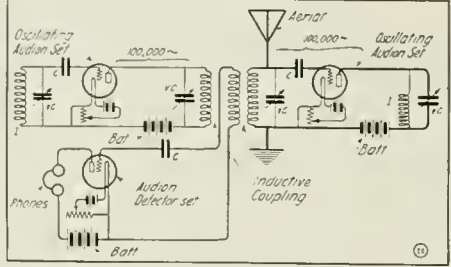 Aerial
Oscillating
Audion Set
100,000~
100,000~
Oscillating
Audion Set
C
C
VC
VC
VC
VC
I
I
Bat
C
Batt
Phones
Audion
Detector set
Inductive
Coupling
Batt